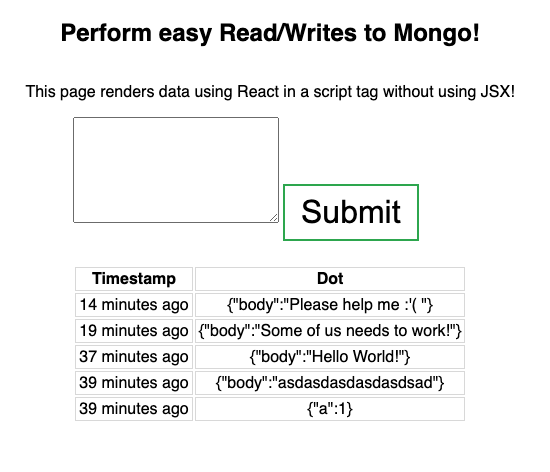 Perform easy Read/Writes to Mongo!
This page renders data using React in a script tag without using JSX!
Submit
Timestamp Dot
14 minutes ago {"body":"Please help me :'( "}
19 minutes ago {"body":"Some of us needs to work!"}
37 minutes ago {"body":"Hello World!"}
39 minutes ago {"body":"asdasdasdasdasdsad"}
39 minutes ago {"a":1}